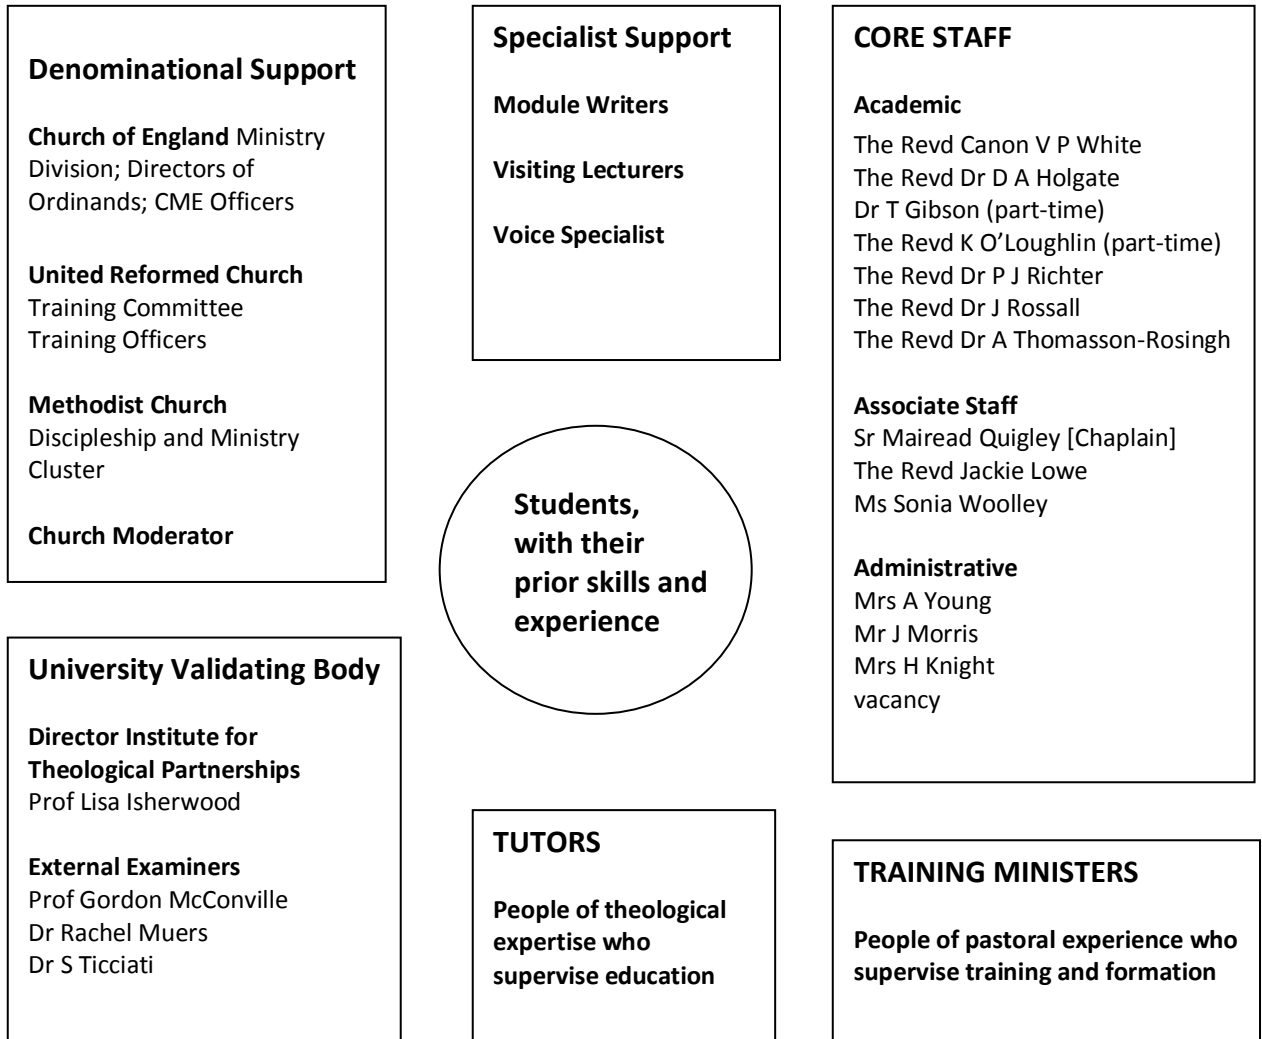 Denominational Support
Church of England Ministry
Division; Directors of
Ordinands; CME Officers
United Reformed Church
Training Committee
Training Officers
Methodist Church
Discipleship and Ministry
Cluster
Church Moderator
Specialist Support
Module Writers
Visiting Lecturers
Voice Specialist
CORE STAFF
Academic
The Revd Canon V P White
The Revd Dr D A Holgate
Dr T Gibson (part-time)
The Revd K O’Loughlin (part-time)
The Revd Dr P J Richter
The Revd Dr J Rossall
The Revd Dr A Thomasson-Rosingh
Associate Staff
Sr Mairead Quigley [Chaplain]
The Revd Jackie Lowe
Ms Sonia Woolley
Administrative
Mrs A Young
Mr J Morris
Mrs H Knight
vacancy
Students,
with their
prior skills and
experience
University Validating Body
Director Institute for
Theological Partnerships
Prof Lisa Isherwood
External Examiners
Prof Gordon McConville
Dr Rachel Muers
Dr S Ticciati
TUTORS
People of theological
expertise who
supervise education
TRAINING MINISTERS
People of pastoral experience who
supervise training and formation